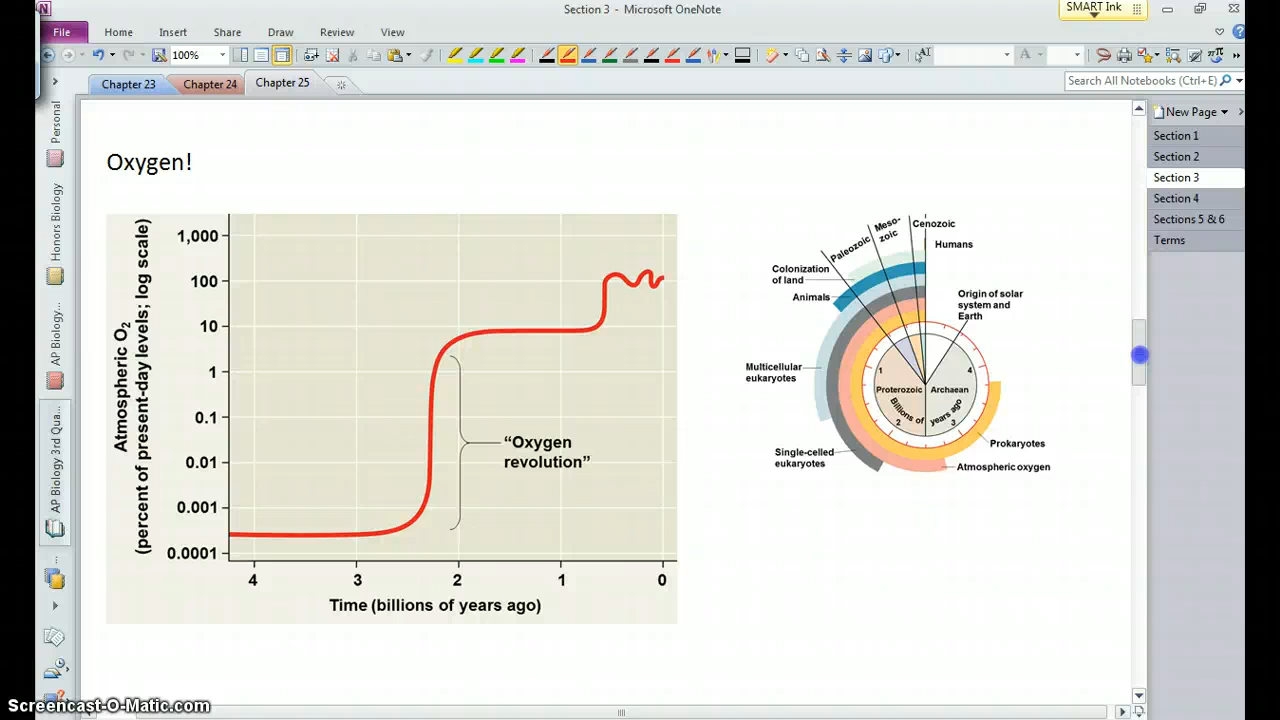 Section 3 - Microsoft OneNote
SMART Ink
File Home Insert Share Draw Review View
100%
Chapter 23 Chapter 24 Chapter 25
Search All Notebooks (Ctrl+E)
New Page
Section 1
Section 2
Section 3
Section 4
Sections 5 & 6
Terms
Personal
Honors Biology
AP Biology...
AP Biology 3rd Qua...
Oxygen!
Atmospheric O₂
(percent of present-day levels; log scale)
1,000
100
10
1
0.1
0.01
0.001
0.0001
"Oxygen
revolution"
4 3 2 1 0
Time (billions of years ago)
Cenozoic
Meso-
zoic
Paleozoic
Humans
Colonization
of land
Animals
Origin of solar
system and
Earth
Multicellular
eukaryotes
1 4
Proterozoic Archaean
Billions of years ago
2 3
Prokaryotes
Single-celled
eukaryotes
Atmospheric oxygen
Screencast-O-Matic.com